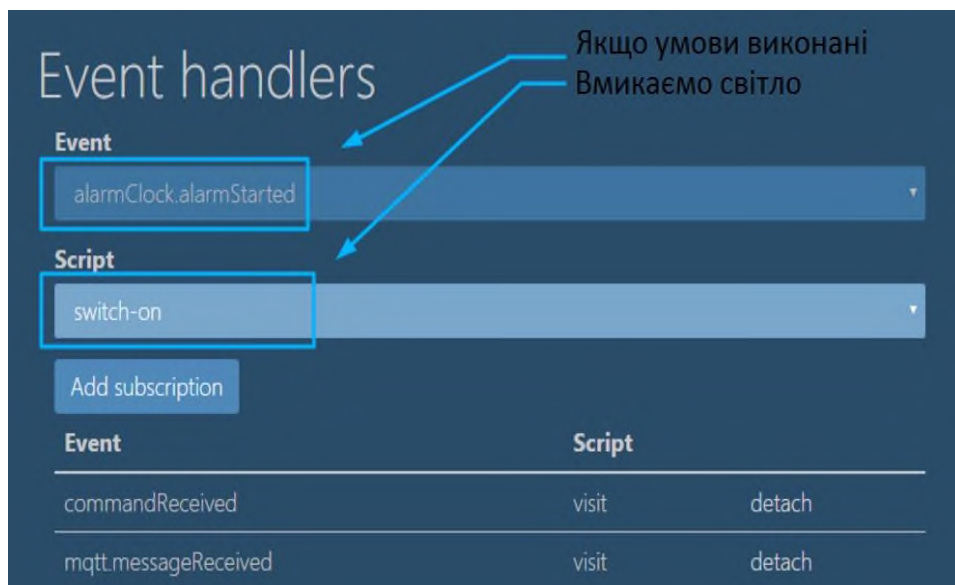 Якщо умови виконані
Вмикаємо світло
Event handlers
Event
alarmClock.alarmStarted
Script
switch-on
Add subscription
Event Script
commandReceived visit detach
mqtt.messageReceived visit detach